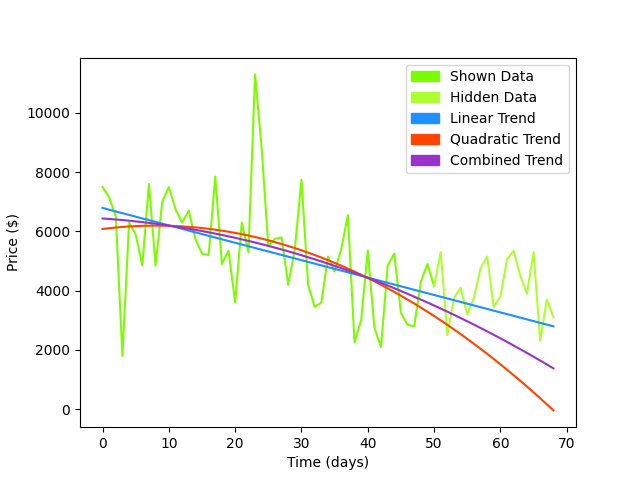 Shown Data
Hidden Data
Linear Trend
Quadratic Trend
Combined Trend
Price ($)
10000
8000
6000
4000
2000
0
0 10 20 30 40 50 60 70
Time (days)